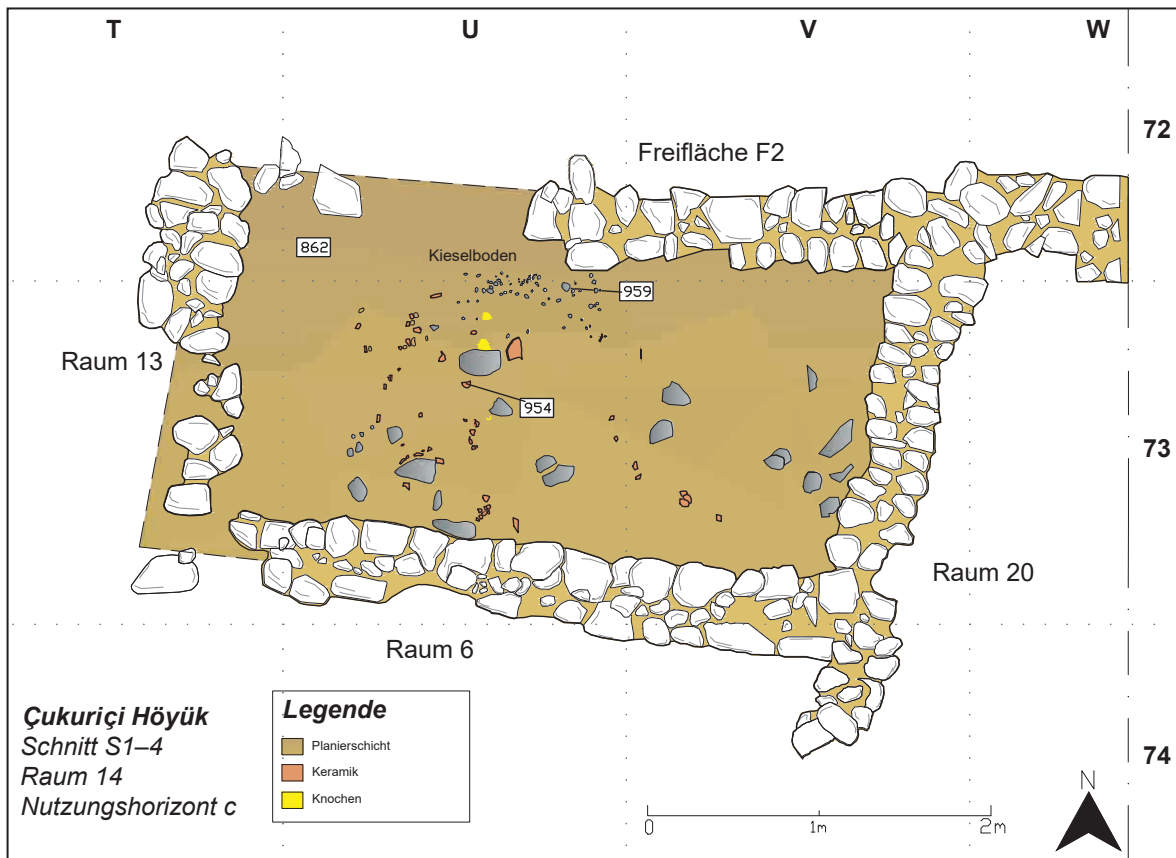 T U V W
72
Freifläche F2
862
Kieselboden
959
Raum 13
954
73
Raum 20
Raum 6
Çukuriçi Höyük
Schnitt S1–4
Raum 14
Nutzungshorizont c
Legende
Planierschicht
Keramik
Knochen
74
N
0 1m 2m